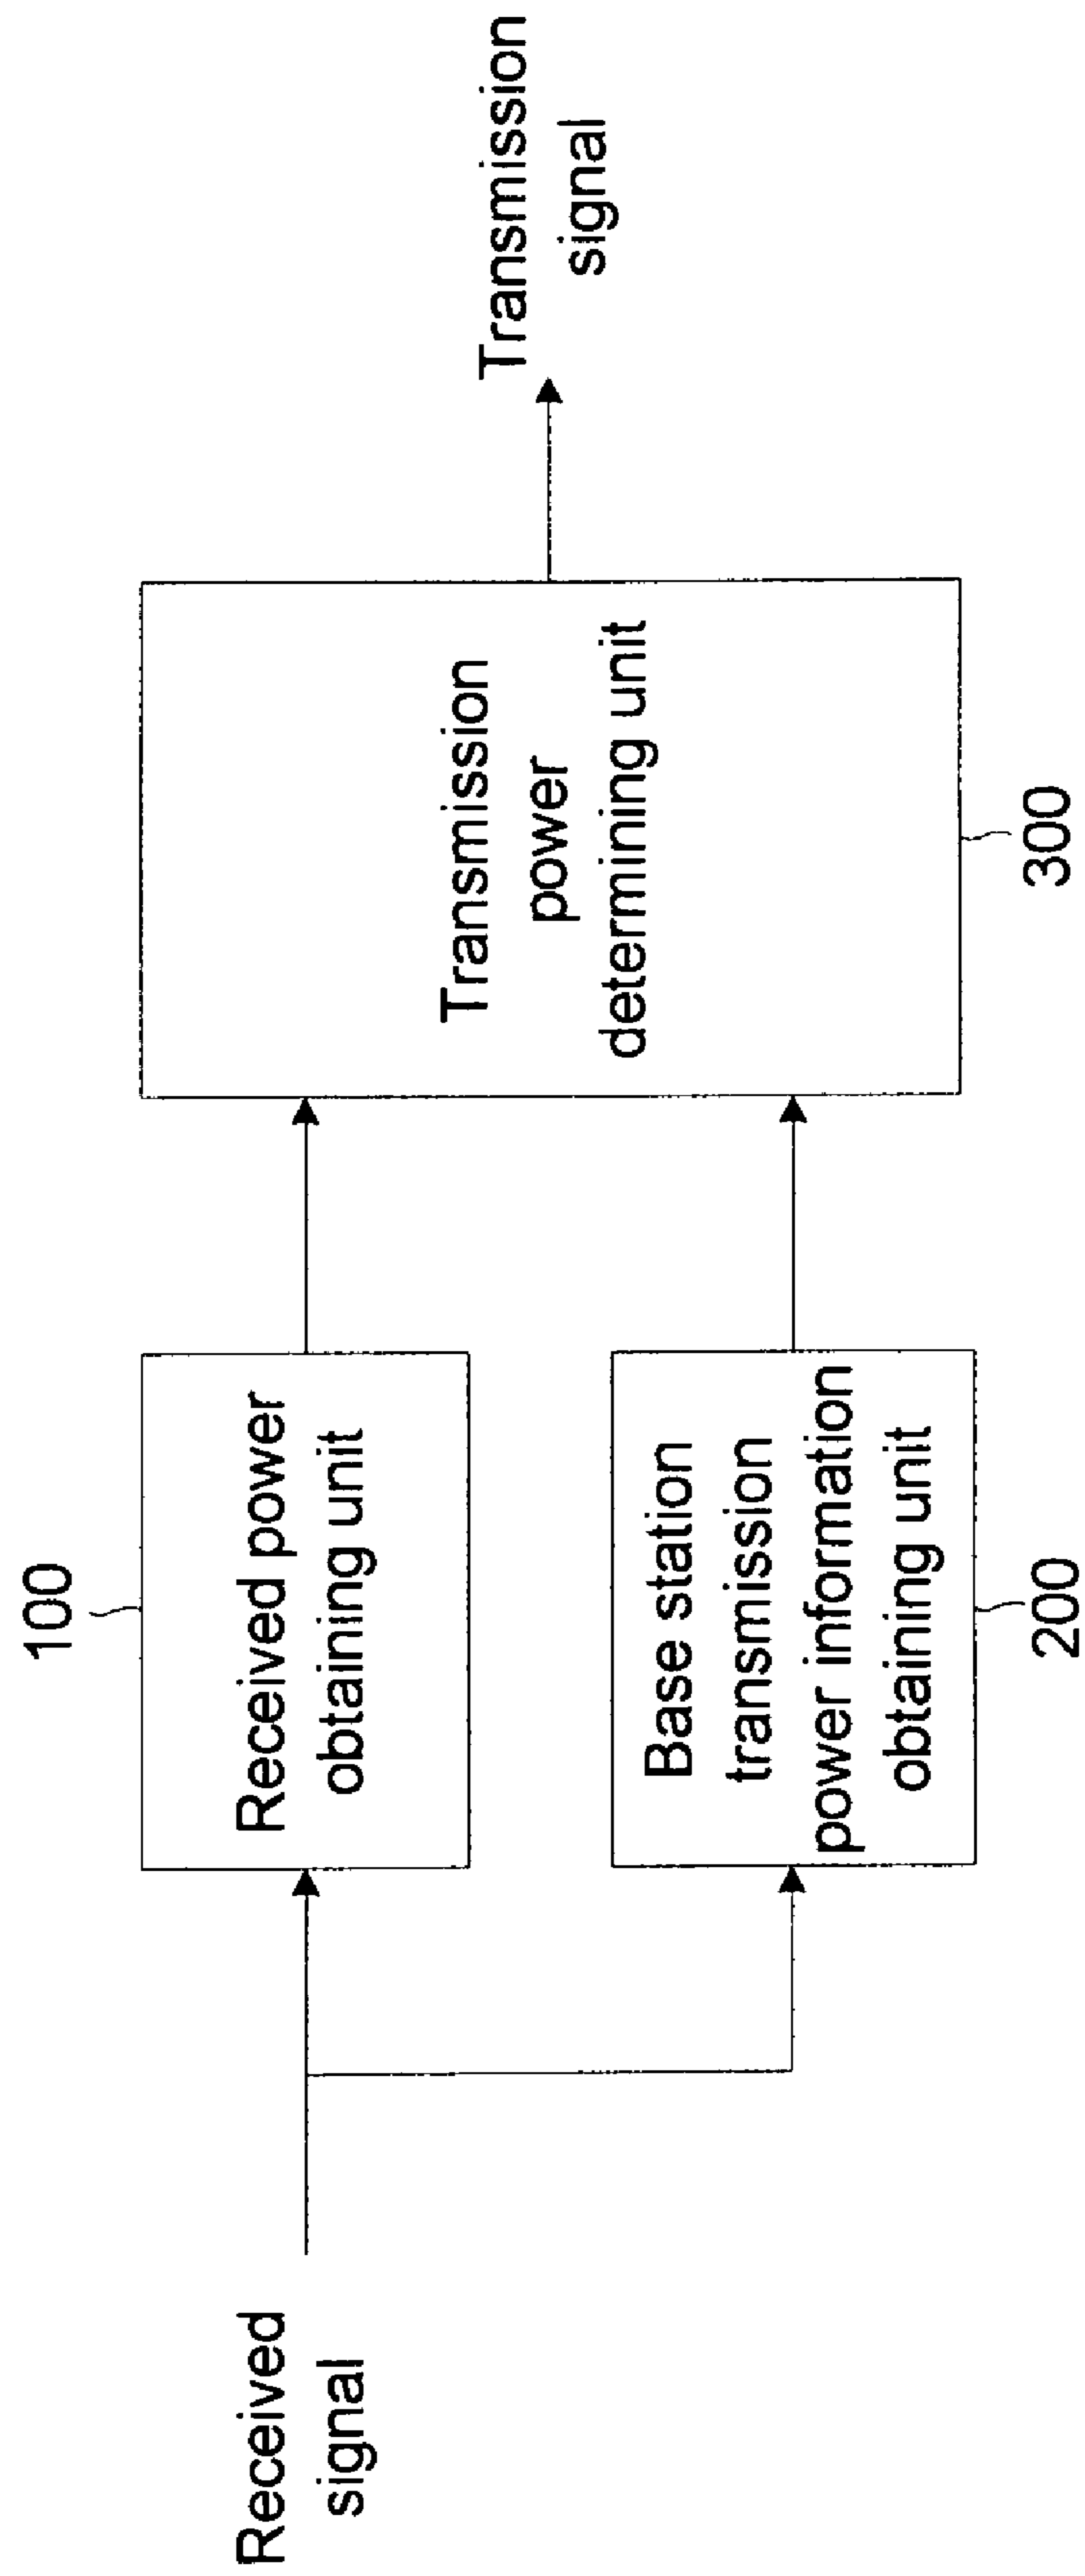 Received
signal
100
Received power
obtaining unit
Base station
transmission
power information
obtaining unit
200
Transmission
power
determining unit
300
Transmission
signal